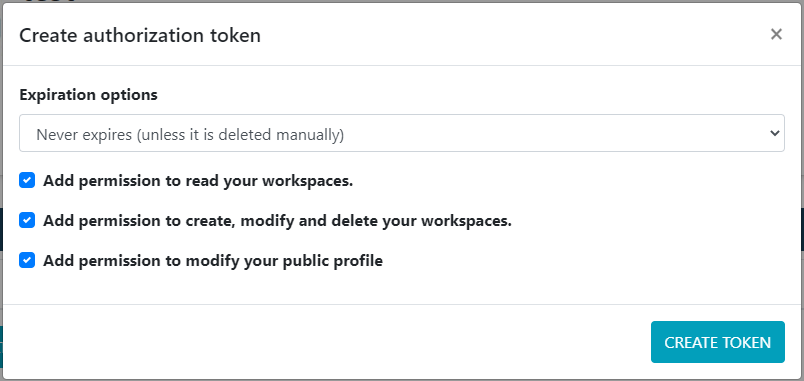 Create authorization token
×
Expiration options
Never expires (unless it is deleted manually)
Add permission to read your workspaces.
Add permission to create, modify and delete your workspaces.
Add permission to modify your public profile
CREATE TOKEN